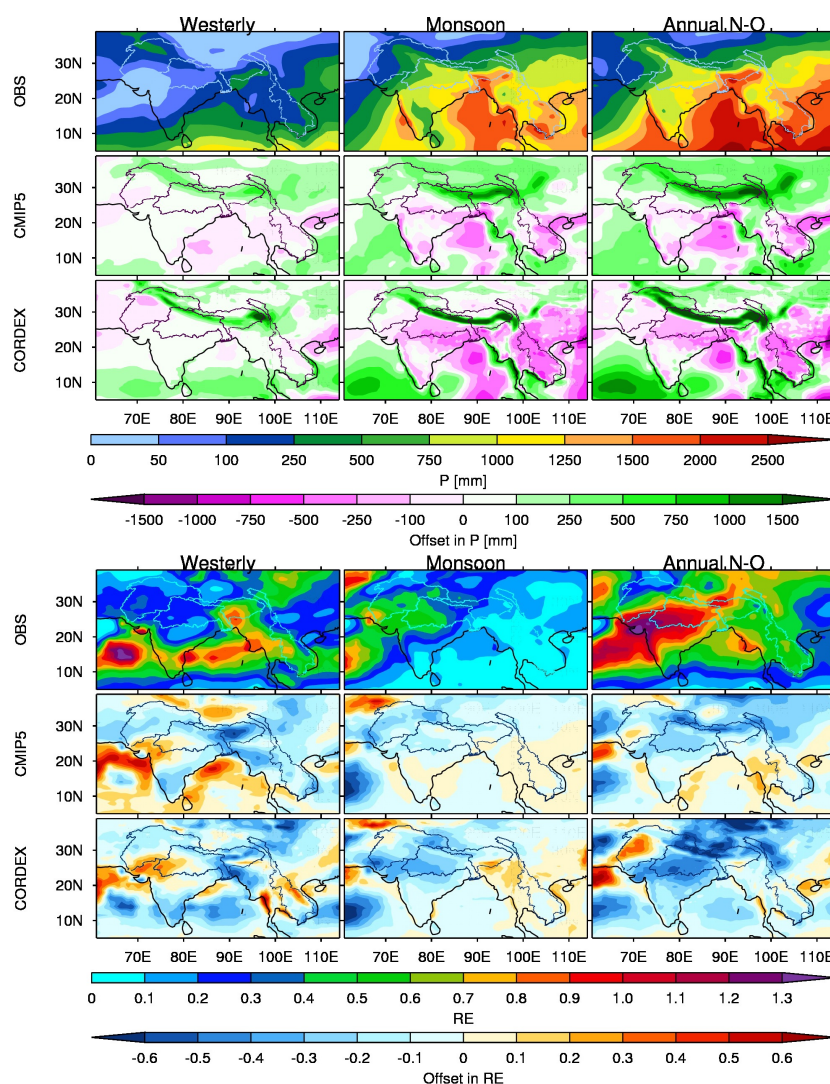 Westerly Monsoon Annual,N-O
OBS 30N 20N 10N
CMIP5 30N 20N 10N
CORDEX 30N 20N 10N
70E 80E 90E 100E 110E 70E 80E 90E 100E 110E 70E 80E 90E 100E 110E
0 50 100 250 500 750 1000 1250 1500 2000 2500
P [mm]
-1500 -1000 -750 -500 -250 -100 0 100 250 500 750 1000 1500
Offset in P [mm]
Westerly Monsoon Annual,N-O
OBS 30N 20N 10N
CMIP5 30N 20N 10N
CORDEX 30N 20N 10N
70E 80E 90E 100E 110E 70E 80E 90E 100E 110E 70E 80E 90E 100E 110E
0 0.1 0.2 0.3 0.4 0.5 0.6 0.7 0.8 0.9 1.0 1.1 1.2 1.3
RE
-0.6 -0.5 -0.4 -0.3 -0.2 -0.1 0 0.1 0.2 0.3 0.4 0.5 0.6
Offset in RE